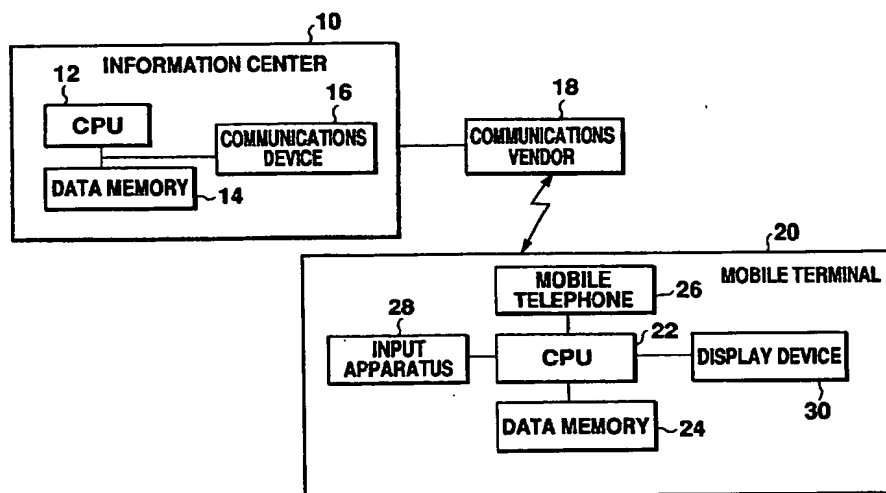 10
INFORMATION CENTER
12
CPU
16
COMMUNICATIONS
DEVICE
DATA MEMORY
14
18
COMMUNICATIONS
VENDOR
20
MOBILE TERMINAL
MOBILE
TELEPHONE
26
28
INPUT
APPARATUS
22
CPU
DISPLAY DEVICE
30
DATA MEMORY
24